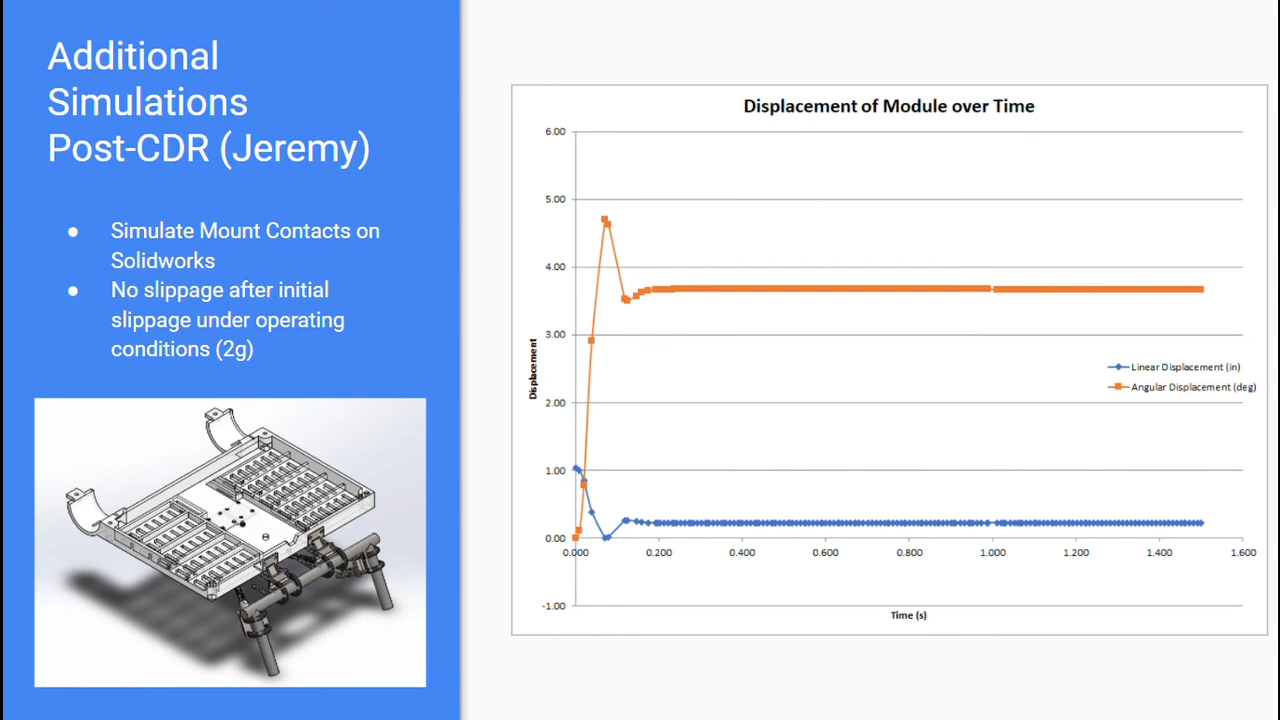 Additional
Simulations
Post-CDR (Jeremy)
● Simulate Mount Contacts on
Solidworks
● No slippage after initial
slippage under operating
conditions (2g)
Displacement of Module over Time
6.00
5.00
4.00
3.00
2.00
1.00
0.00
-1.00
Displacement
0.000 0.200 0.400 0.600 0.800 1.000 1.200 1.400 1.600
Time (s)
Linear Displacement (in)
Angular Displacement (deg)